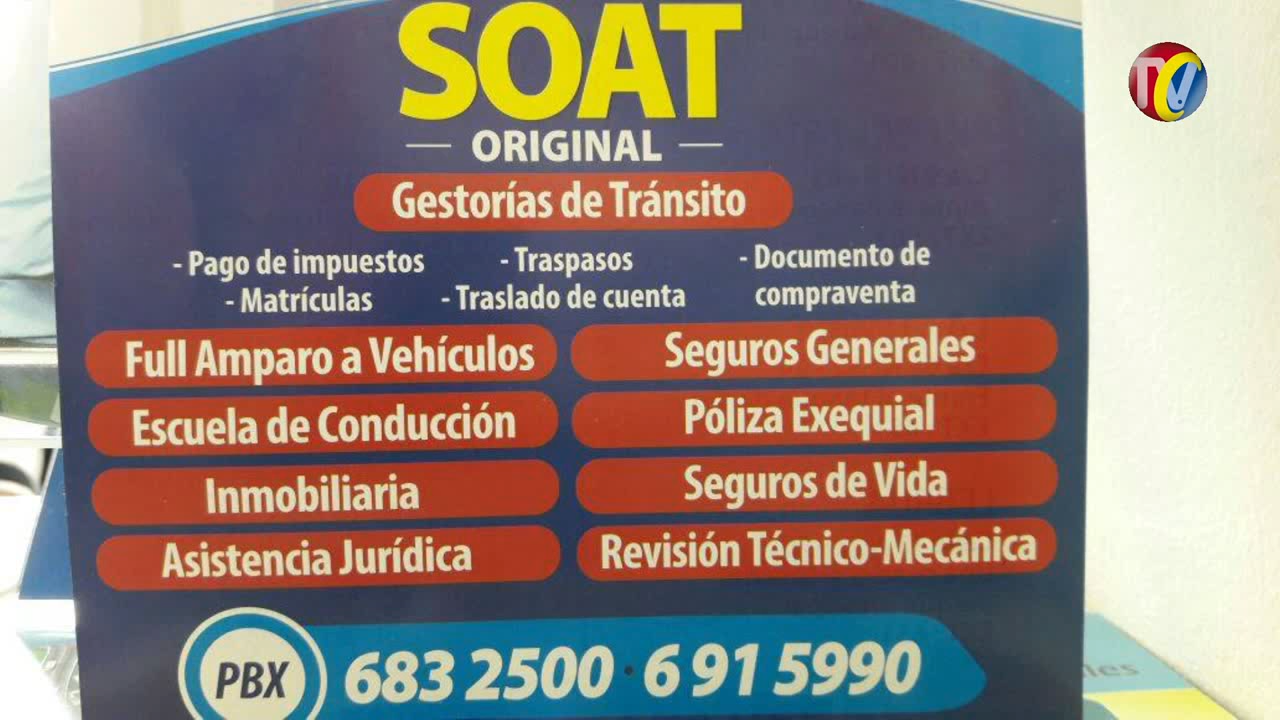 SOAT
ORIGINAL
Gestorías de Tránsito
- Pago de impuestos - Traspasos - Documento de compraventa
- Matrículas - Traslado de cuenta
Full Amparo a Vehículos
Seguros Generales
Escuela de Conducción
Póliza Exequial
Inmobiliaria
Seguros de Vida
Asistencia Jurídica
Revisión Técnico-Mecánica
PBX 683 2500 · 691 5990
TCV